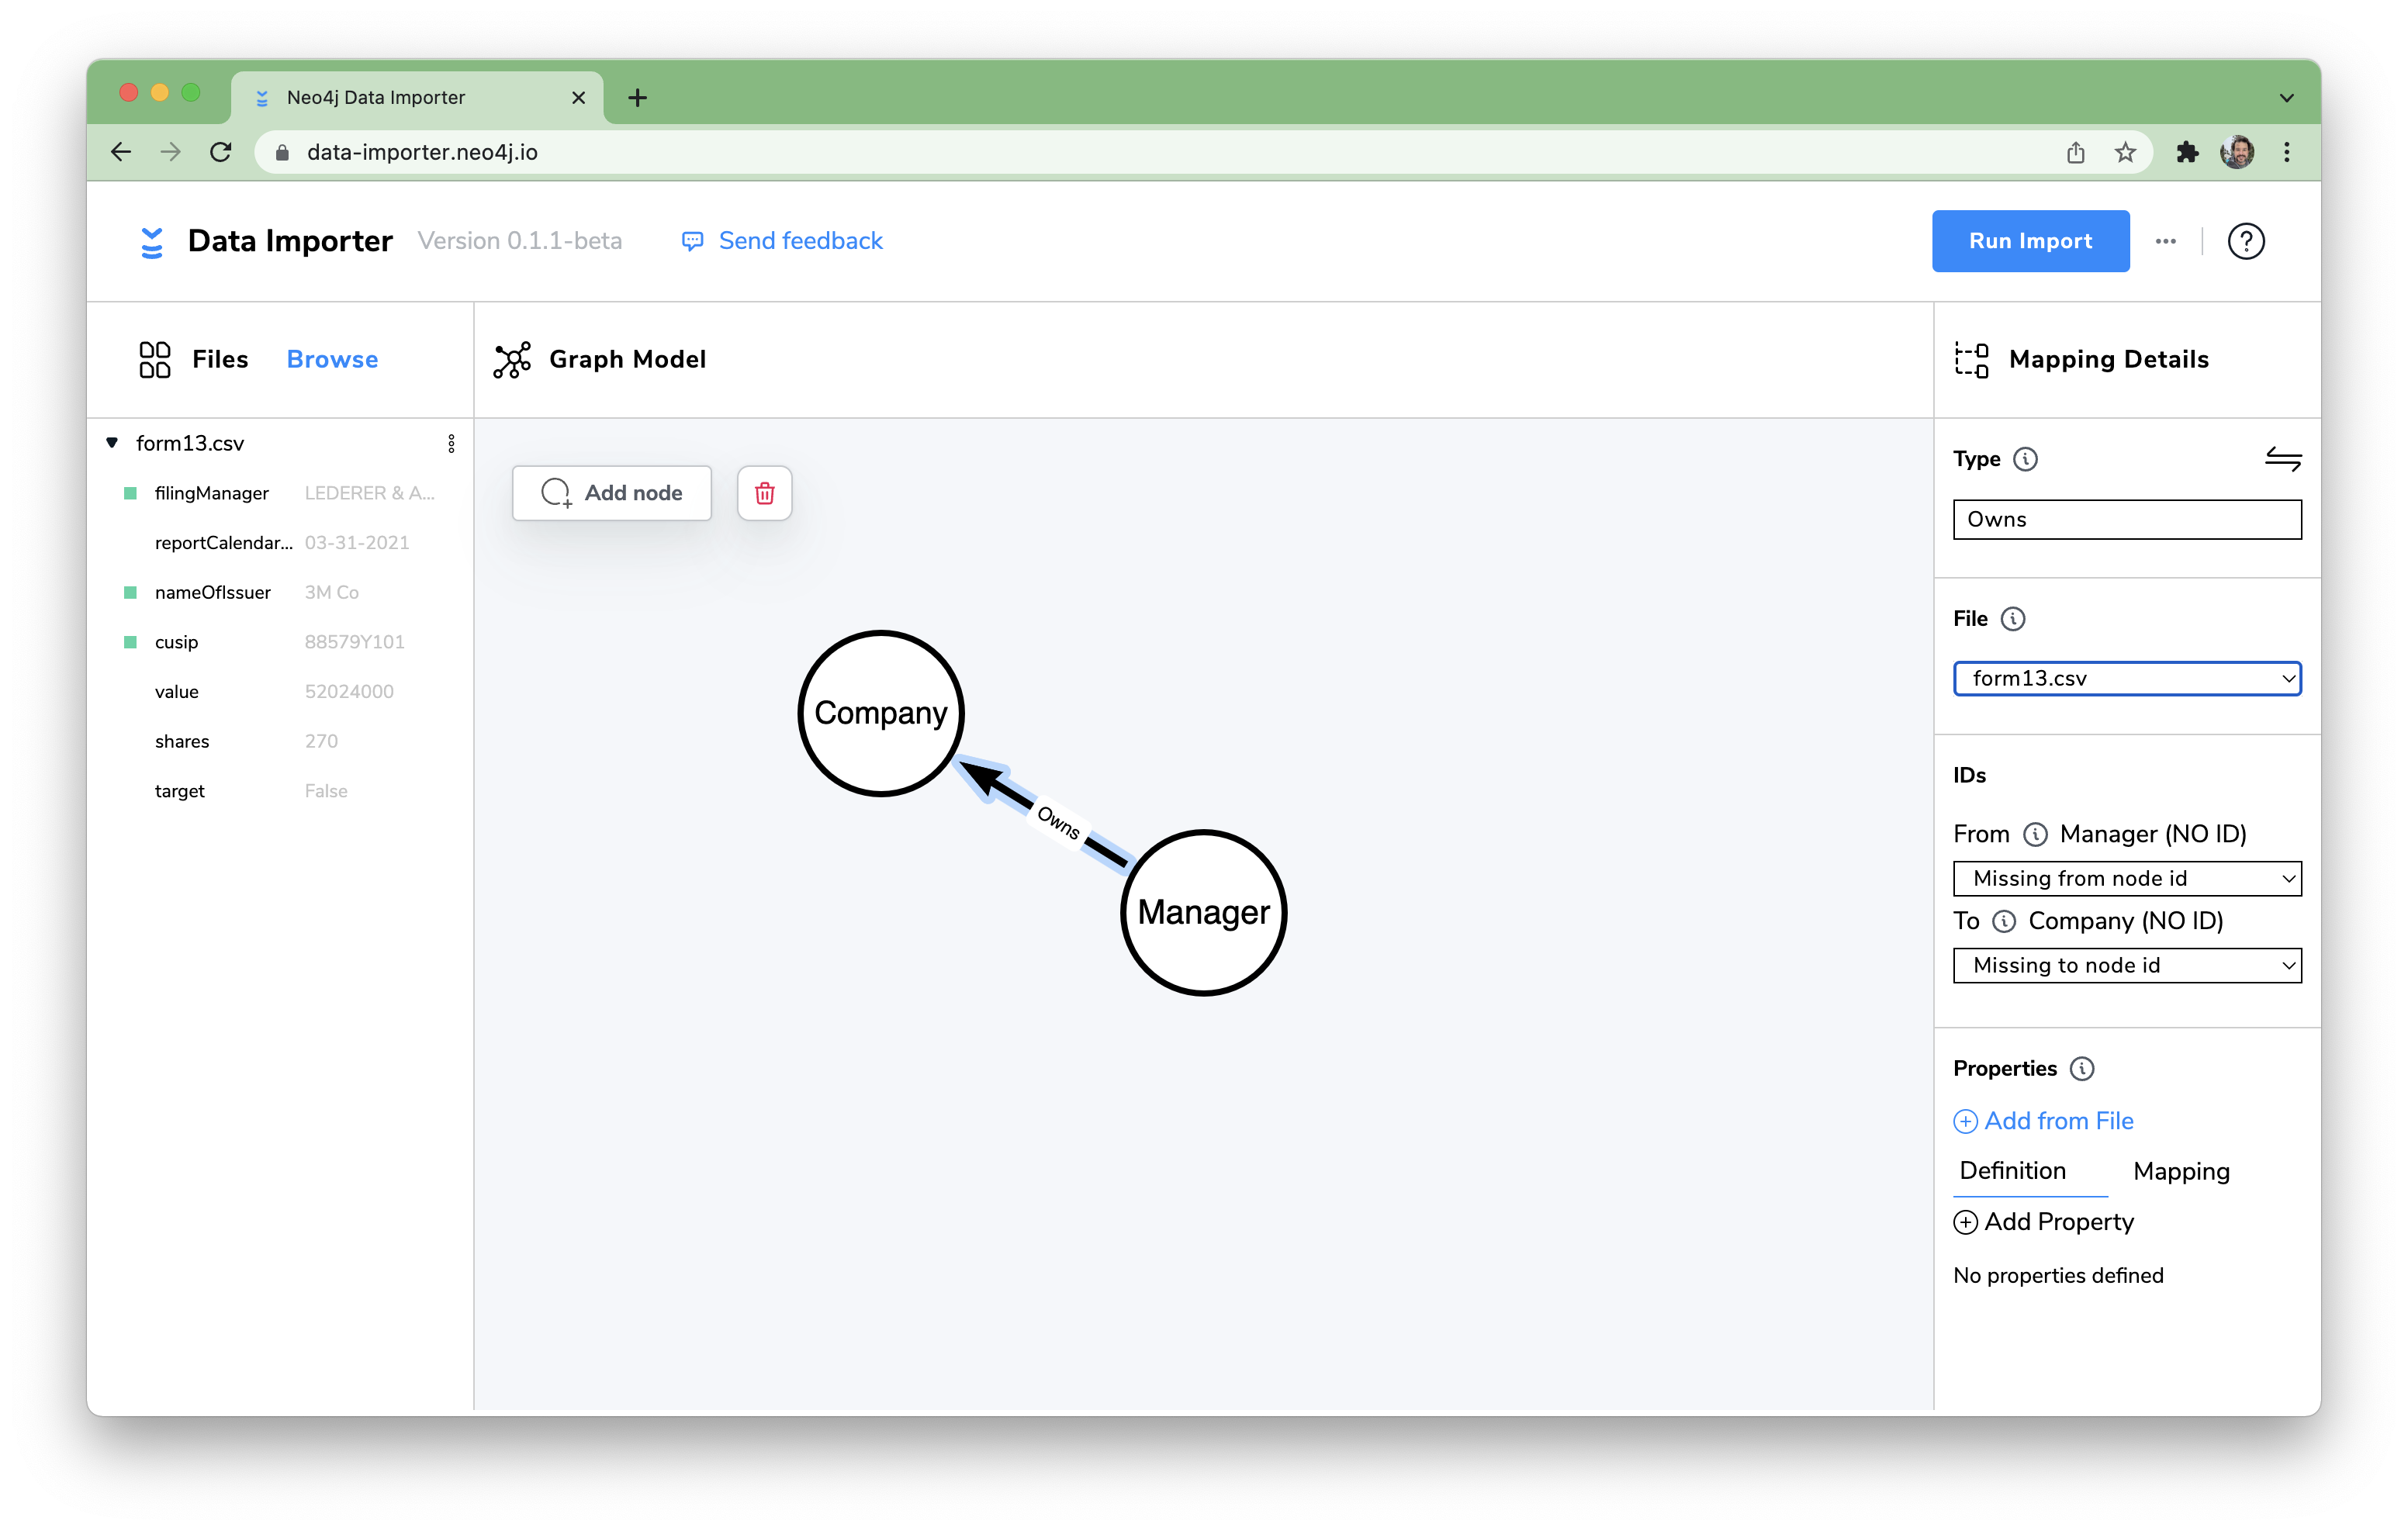 Neo4j Data Importer
data-importer.neo4j.io
Data Importer Version 0.1.1-beta Send feedback
Run Import
Files Browse
Graph Model
Mapping Details
form13.csv
filingManager LEDERER & A...
reportCalendar... 03-31-2021
nameOfIssuer 3M Co
cusip 88579Y101
value 52024000
shares 270
target False
Add node
Company
Owns
Manager
Type
Owns
File
form13.csv
IDs
From Manager (NO ID)
Missing from node id
To Company (NO ID)
Missing to node id
Properties
Add from File
Definition Mapping
Add Property
No properties defined